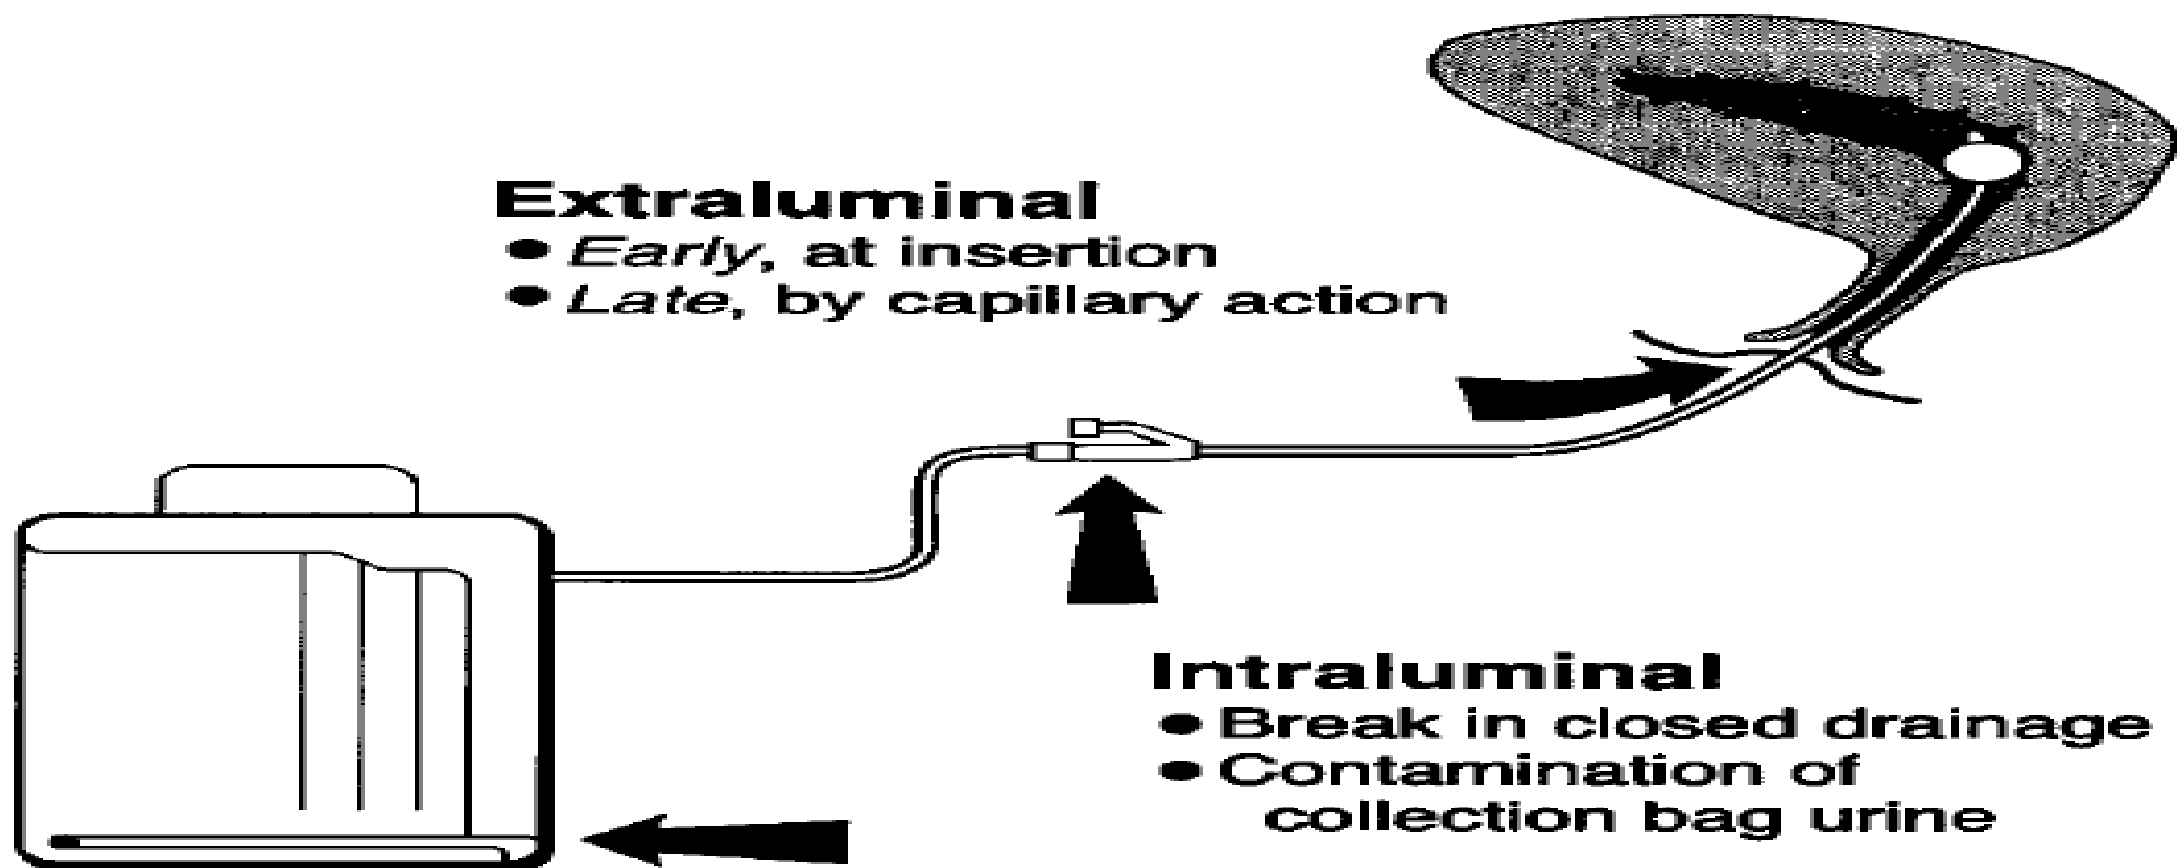 Extraluminal
• Early, at insertion
• Late, by capillary action
Intraluminal
• Break in closed drainage
• Contamination of
collection bag urine